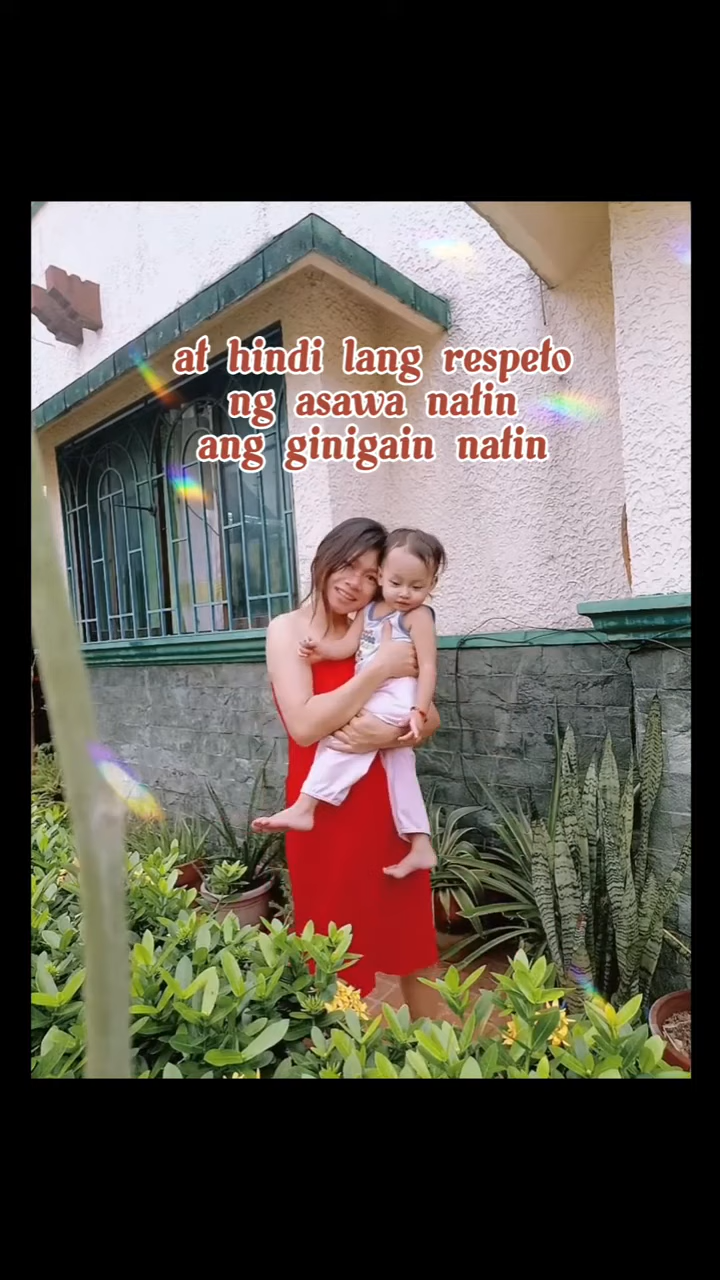 at hindi lang respeto
ng asawa natin
ang ginigain natin